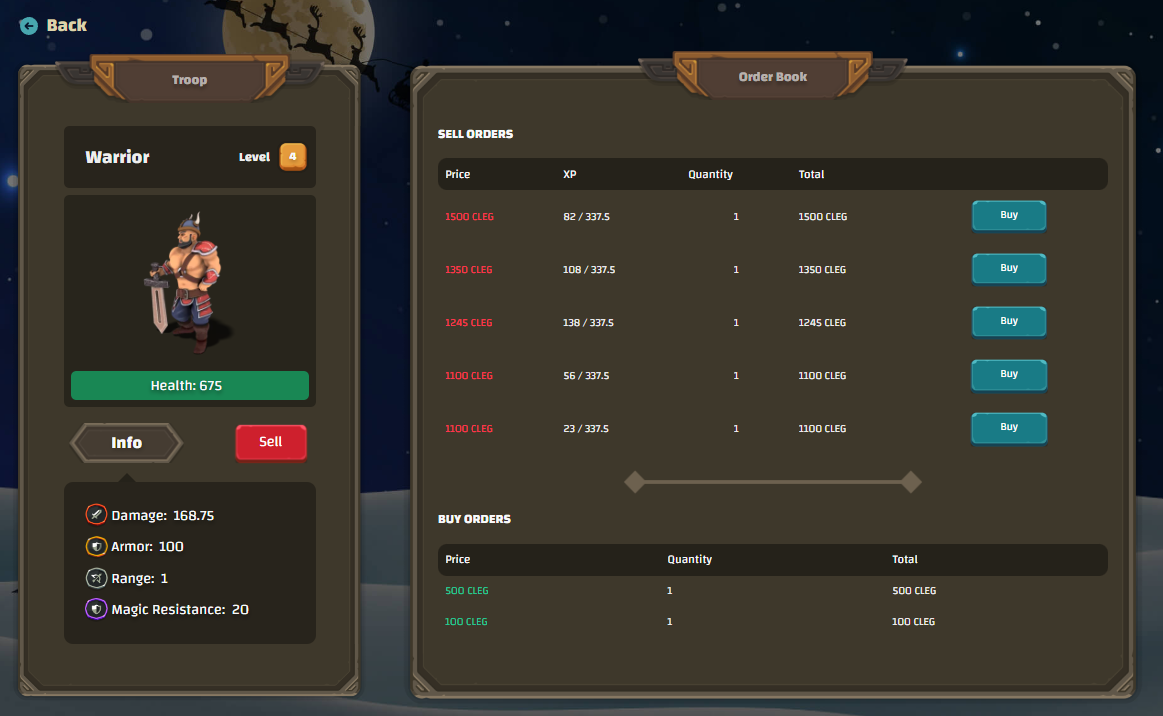 Back
Troop
Warrior
Level 4
Health: 675
Info
Sell
Damage: 168.75
Armor: 100
Range: 1
Magic Resistance: 20
Order Book
SELL ORDERS
Price XP Quantity Total
1500 CLEG 82 / 337.5 1 1500 CLEG Buy
1350 CLEG 108 / 337.5 1 1350 CLEG Buy
1245 CLEG 138 / 337.5 1 1245 CLEG Buy
1100 CLEG 56 / 337.5 1 1100 CLEG Buy
1100 CLEG 23 / 337.5 1 1100 CLEG Buy
BUY ORDERS
Price Quantity Total
500 CLEG 1 500 CLEG
100 CLEG 1 100 CLEG